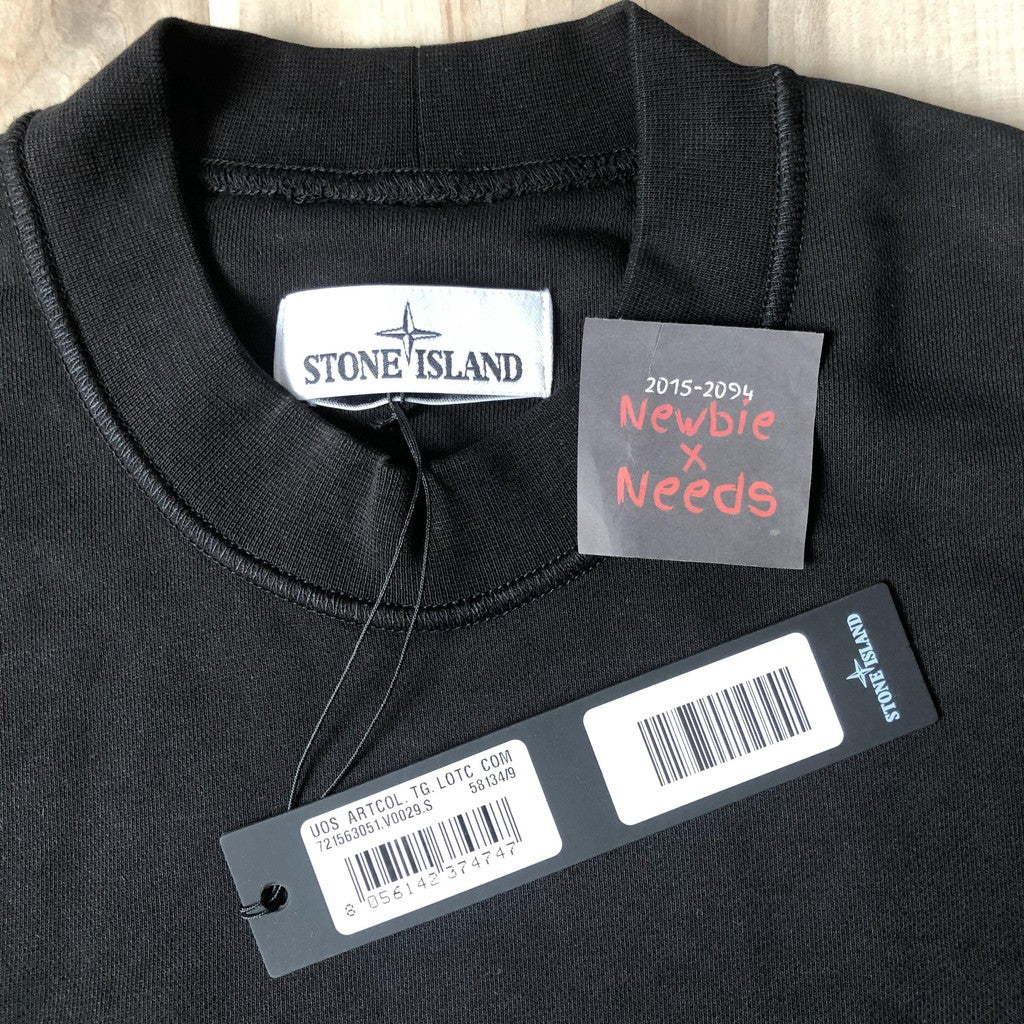 STONE ISLAND
2015-2094
Newbie
x
Needs
STONE ISLAND
UOS ARTCOL.TG.LOTC COM
721563051.V0029.S 58134/9
8 056142 374747